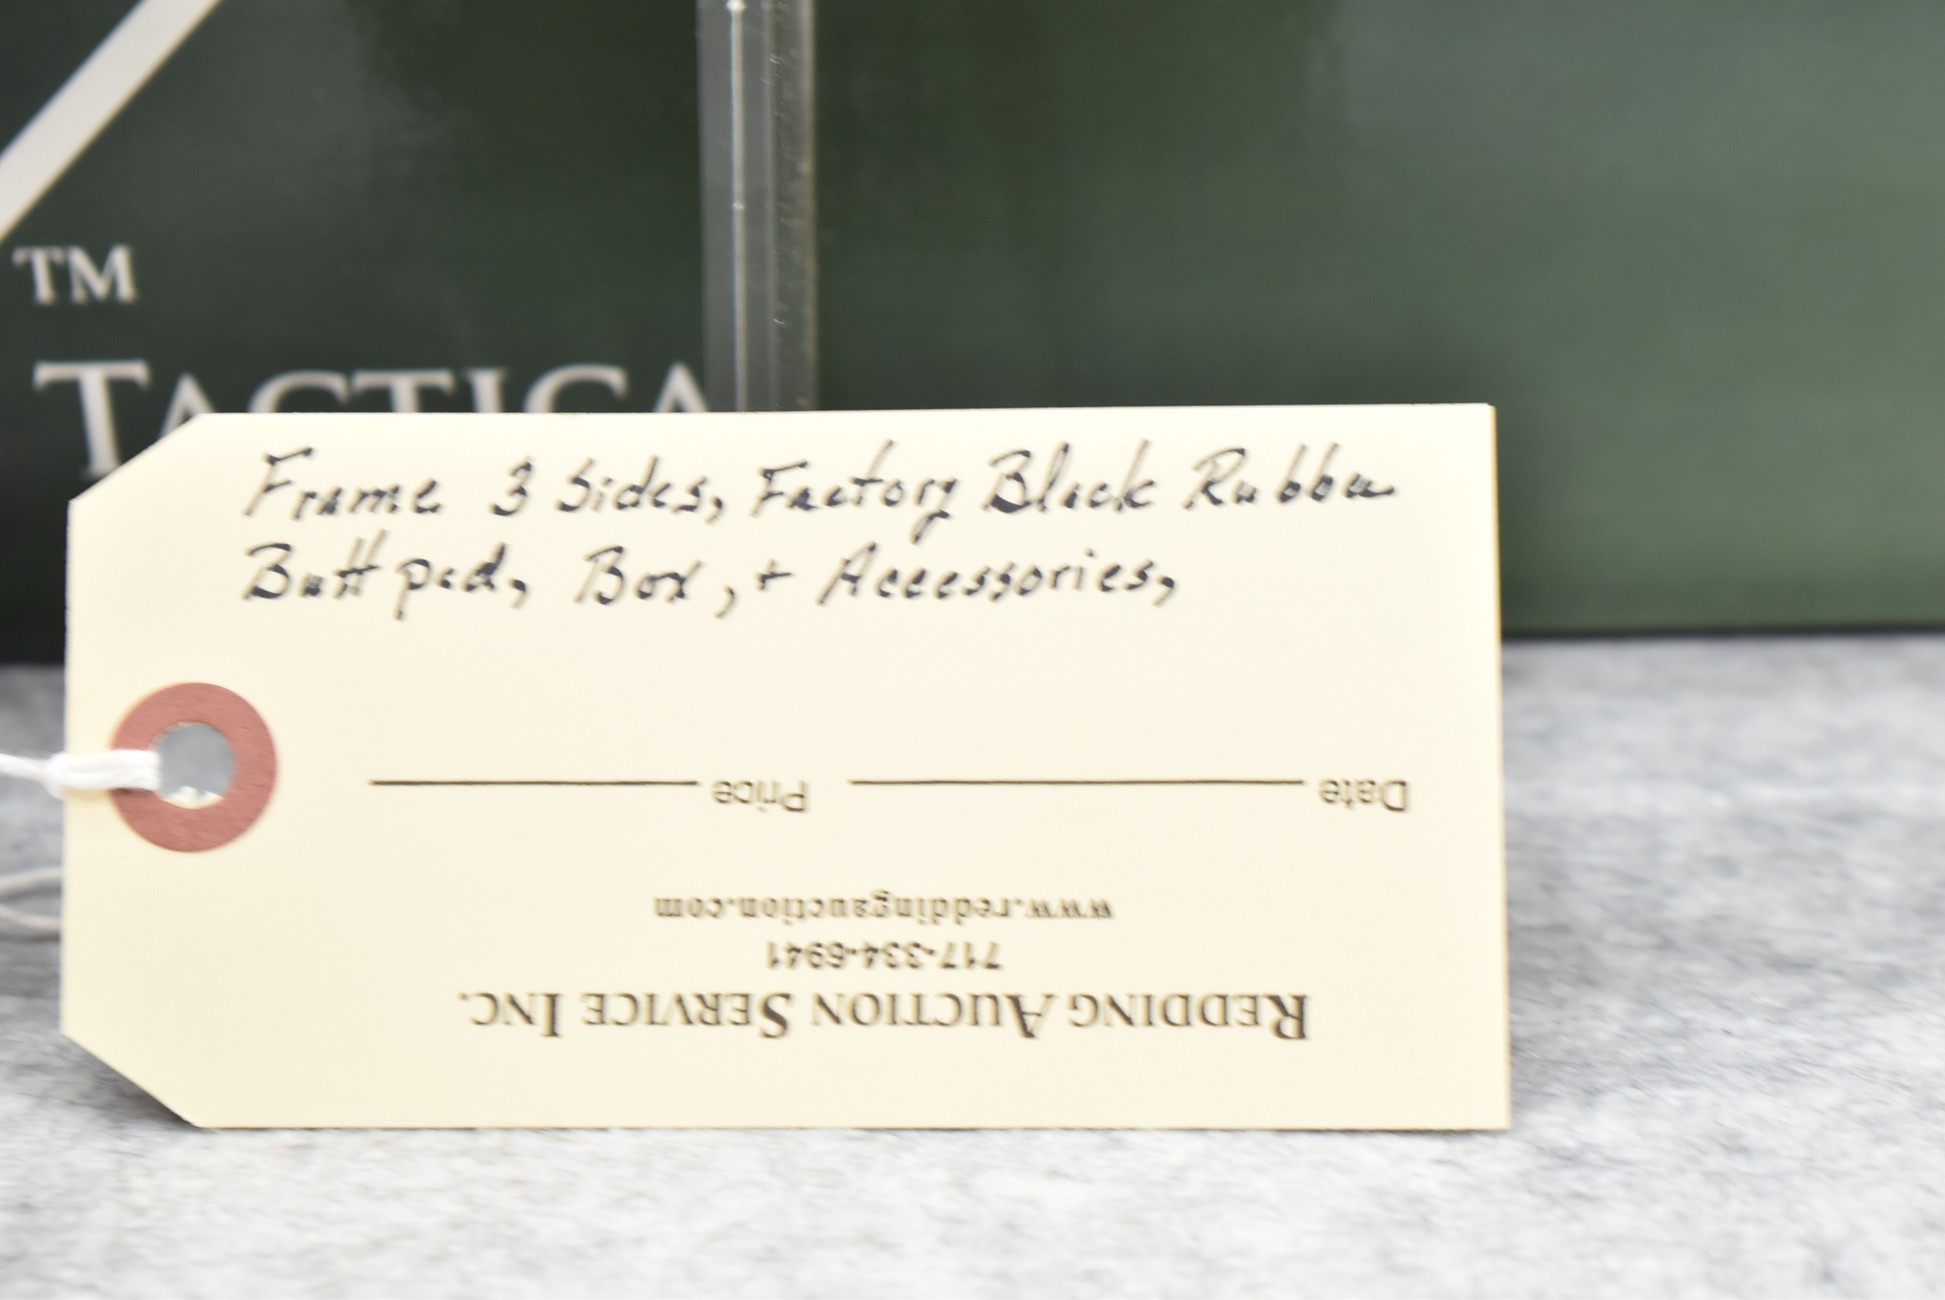 TM
TACTICA
Frame 3 Sides, Factory Black Rubber
Butt pad, Box, + Accessories,
Date Price
www.reddingauction.com
717-334-6941
REDDING AUCTION SERVICE INC.